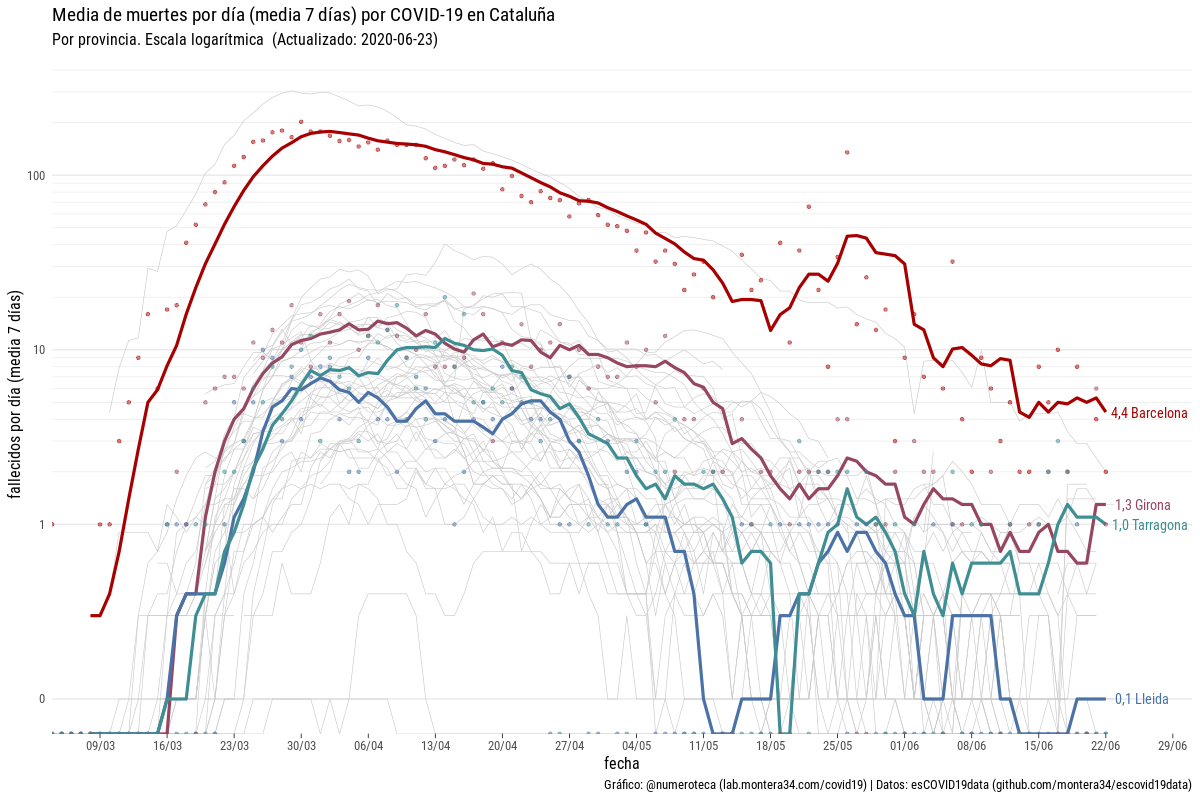 Media de muertes por día (media 7 días) por COVID-19 en Cataluña
Por provincia. Escala logarítmica (Actualizado: 2020-06-23)
fallecidos por día (media 7 días)
100
10
1
0
4,4 Barcelona
1,3 Girona
1,0 Tarragona
0,1 Lleida
09/03 16/03 23/03 30/03 06/04 13/04 20/04 27/04 04/05 11/05 18/05 25/05 01/06 08/06 15/06 22/06 29/06
fecha
Gráfico: @numeroteca (lab.montera34.com/covid19) | Datos: esCOVID19data (github.com/montera34/escovid19data)